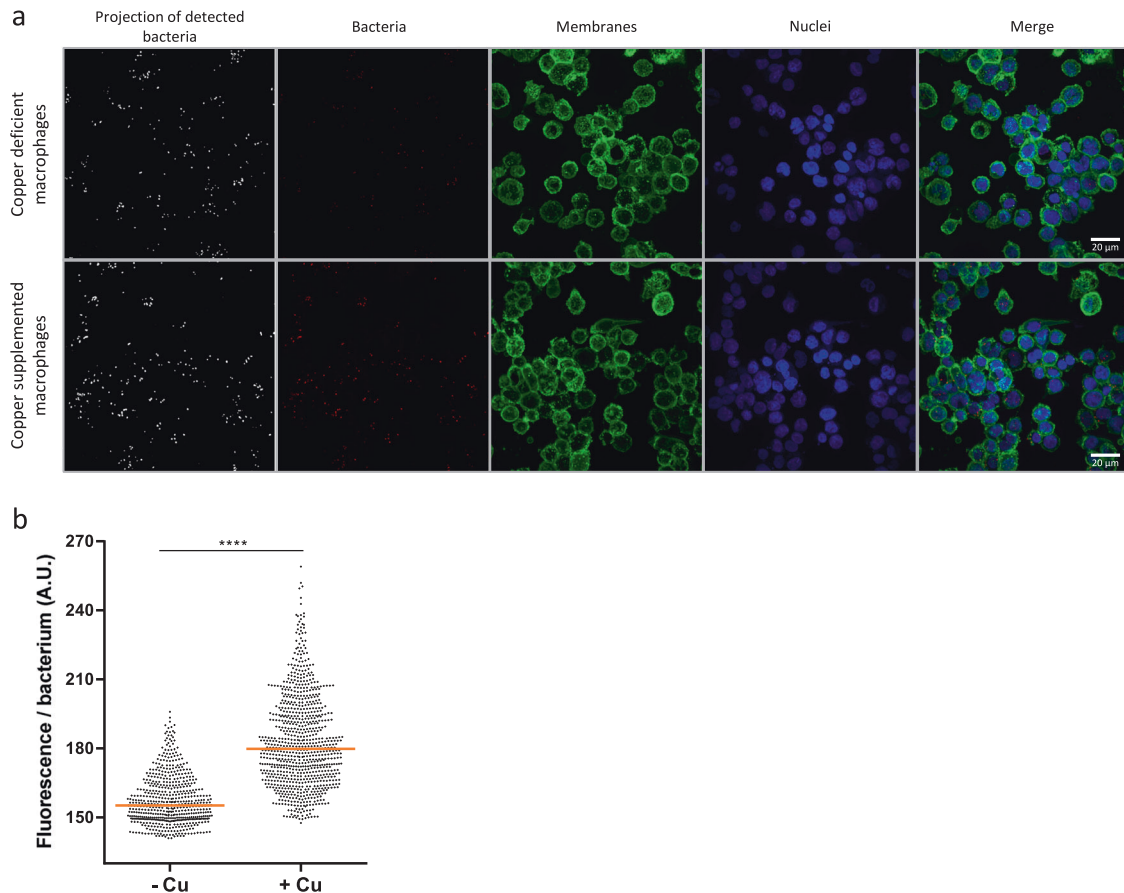 a
Projection of detected
bacteria
Bacteria
Membranes
Nuclei
Merge
Copper deficient
macrophages
20 µm
Copper supplemented
macrophages
20 µm
b
Fluorescence / bacterium (A.U.)
270
240
210
180
150
****
- Cu
+ Cu